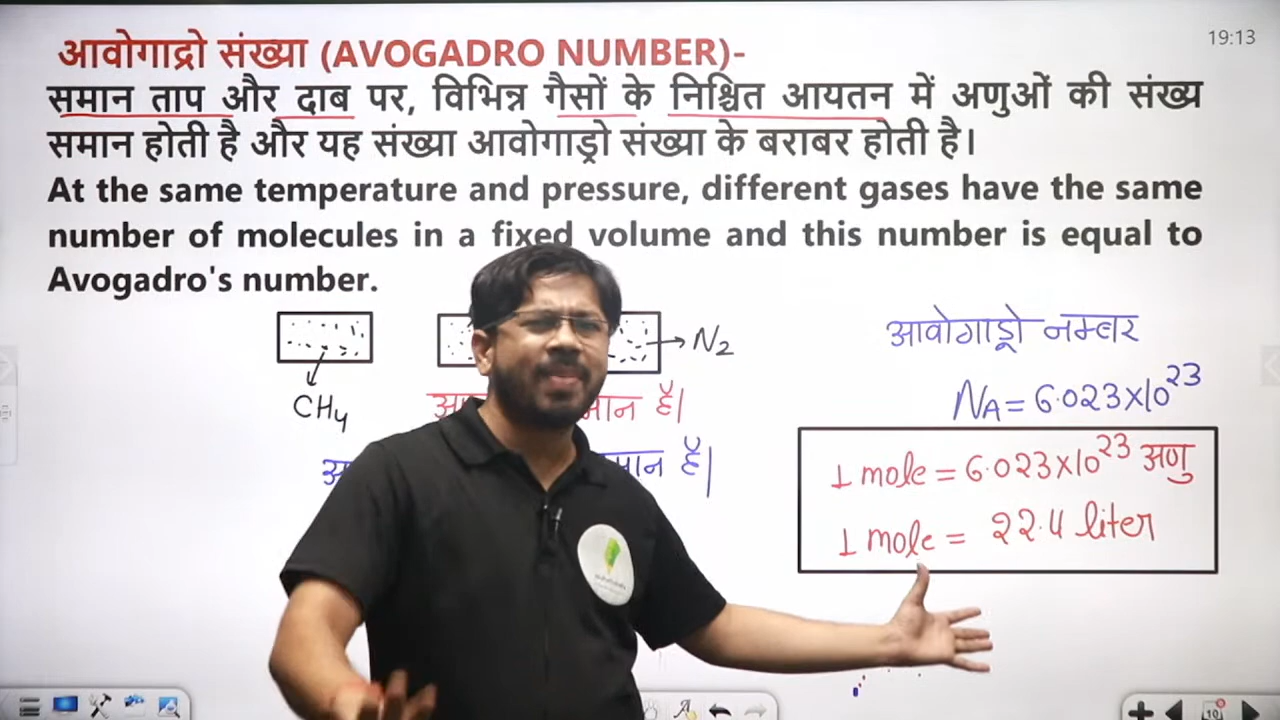 19:13
आवोगाद्रो संख्या (AVOGADRO NUMBER)-
समान ताप और दाब पर, विभिन्न गैसों के निश्चित आयतन में अणुओं की संख्य
समान होती है और यह संख्या आवोगाड्रो संख्या के बराबर होती है।
At the same temperature and pressure, different gases have the same
number of molecules in a fixed volume and this number is equal to
Avogadro's number.
N2
CH4
मान है।
मान है।
आवोगाड्रो नम्बर
NA = 6.023×10^23
1 mole = 6.023×10^23 अणु
1 mole = 22.4 liter